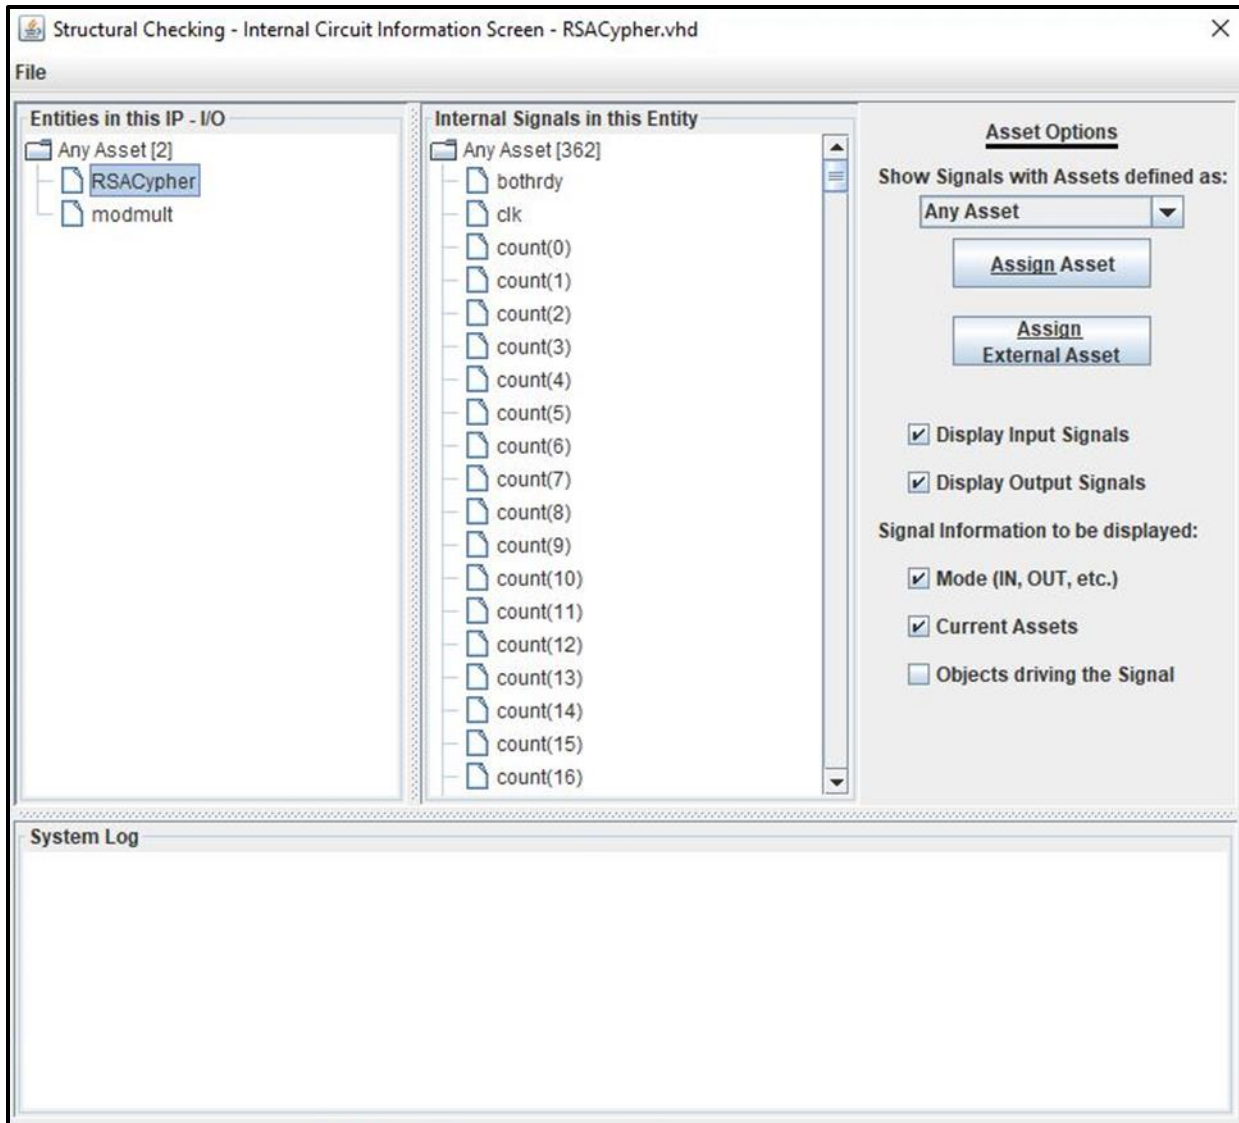 Structural Checking - Internal Circuit Information Screen - RSACypher.vhd
File
Entities in this IP - I/O
Any Asset [2]
RSACypher
modmult
Internal Signals in this Entity
Any Asset [362]
bothrdy
clk
count(0)
count(1)
count(2)
count(3)
count(4)
count(5)
count(6)
count(7)
count(8)
count(9)
count(10)
count(11)
count(12)
count(13)
count(14)
count(15)
count(16)
Asset Options
Show Signals with Assets defined as:
Any Asset
Assign Asset
Assign
External Asset
Display Input Signals
Display Output Signals
Signal Information to be displayed:
Mode (IN, OUT, etc.)
Current Assets
Objects driving the Signal
System Log